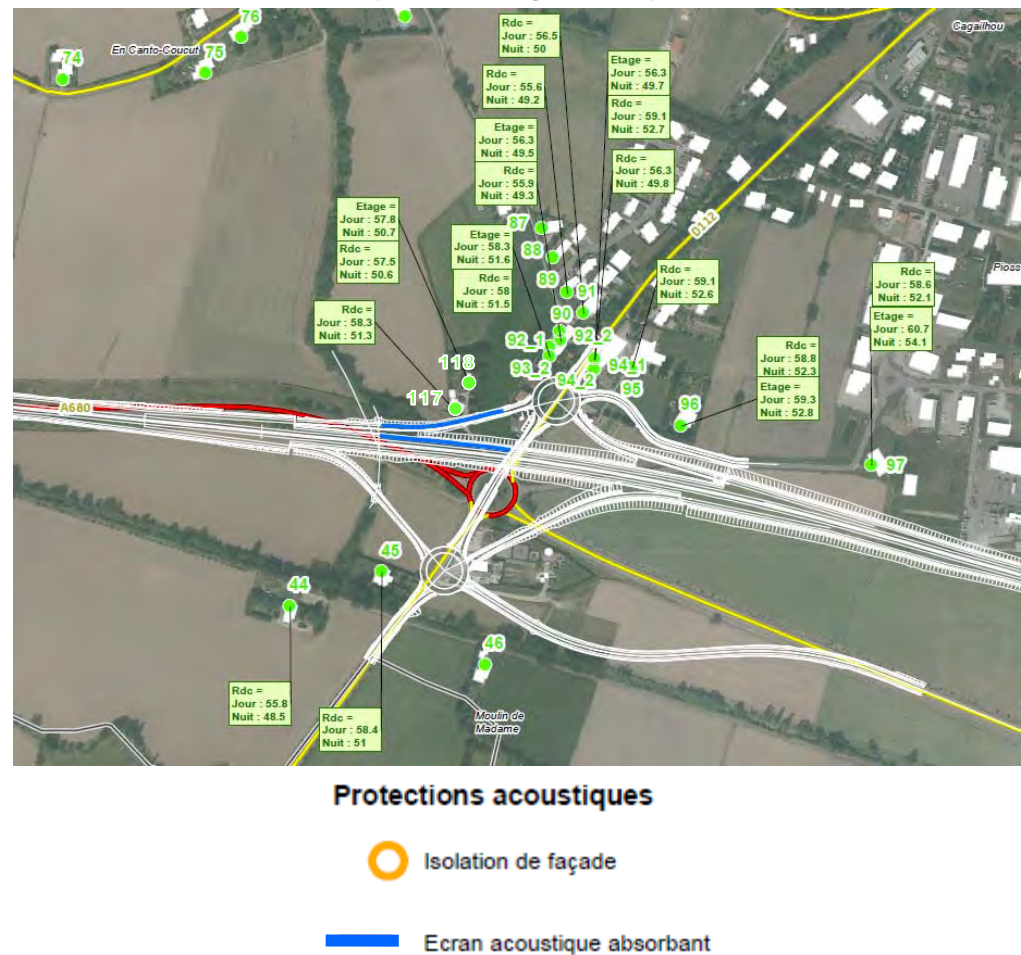 76
74
En Canto-Coucut
75
Cagailhou
Rdc =
Jour : 56.5
Nuit : 50
Rdc =
Jour : 55.6
Nuit : 49.2
Etage =
Jour : 56.3
Nuit : 49.7
Rdc =
Jour : 59.1
Nuit : 52.7
Etage =
Jour : 56.3
Nuit : 49.5
Rdc =
Jour : 55.9
Nuit : 49.3
Rdc =
Jour : 56.3
Nuit : 49.8
Etage =
Jour : 57.8
Nuit : 50.7
Rdc =
Jour : 57.5
Nuit : 50.6
Etage =
Jour : 58.3
Nuit : 51.6
Rdc =
Jour : 58
Nuit : 51.5
87
88
89
91
90
D112
Rdc =
Jour : 59.1
Nuit : 52.6
Rdc =
Jour : 58.6
Nuit : 52.1
Etage =
Jour : 60.7
Nuit : 54.1
Pioss
Rdc =
Jour : 58.3
Nuit : 51.3
92_1
92_2
93_2
94_1
94_2
95
118
117
Rdc =
Jour : 58.8
Nuit : 52.3
Etage =
Jour : 59.3
Nuit : 52.8
96
97
A680
45
44
46
Rdc =
Jour : 55.8
Nuit : 48.5
Rdc =
Jour : 58.4
Nuit : 51
Moulin de
Madame
Protections acoustiques
Isolation de façade
Ecran acoustique absorbant